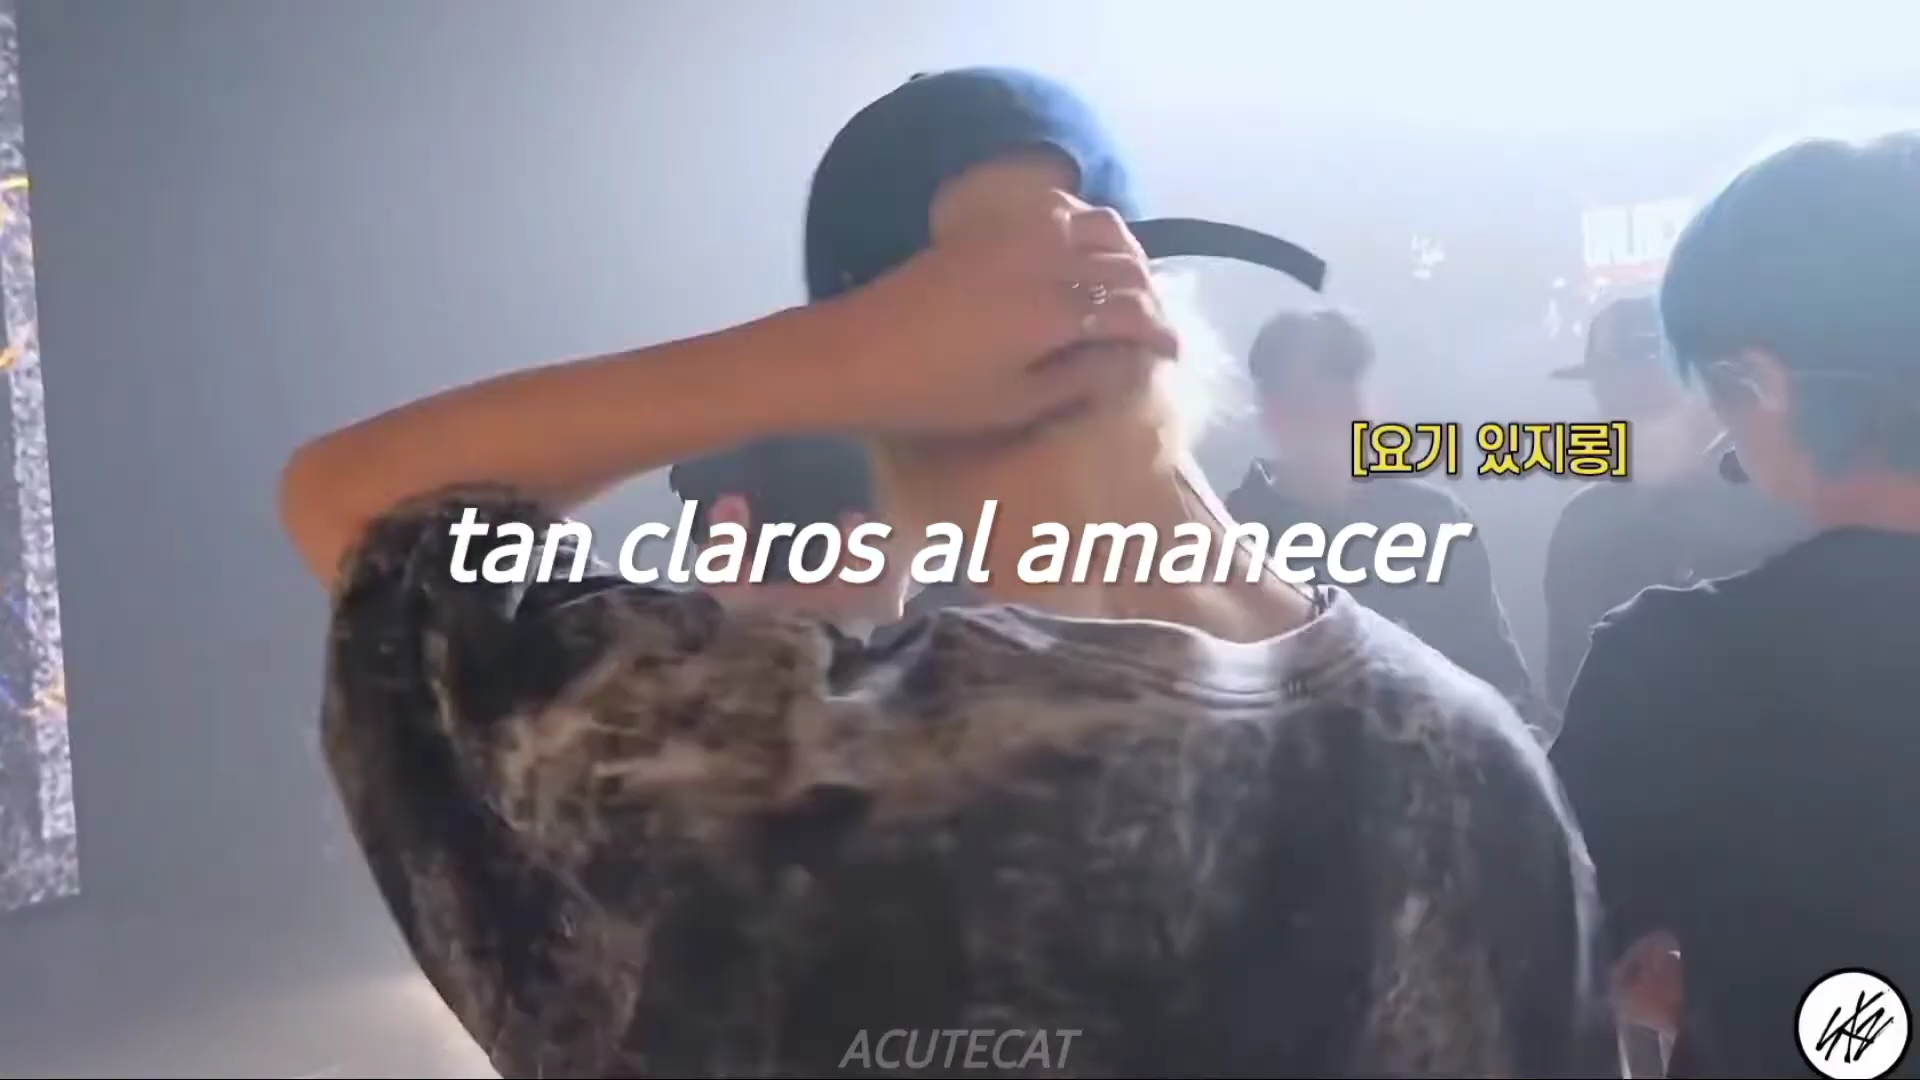 [요기 있지롱]
tan claros al amanecer
ACUTECAT